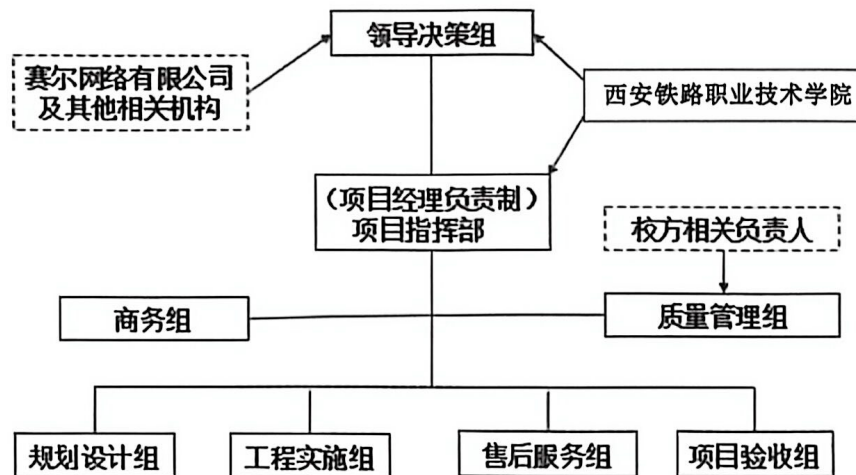 领导决策组
赛尔网络有限公司
及其他相关机构
西安铁路职业技术学院
（项目经理负责制）
项目指挥部
校方相关负责人
商务组
质量管理组
规划设计组
工程实施组
售后服务组
项目验收组